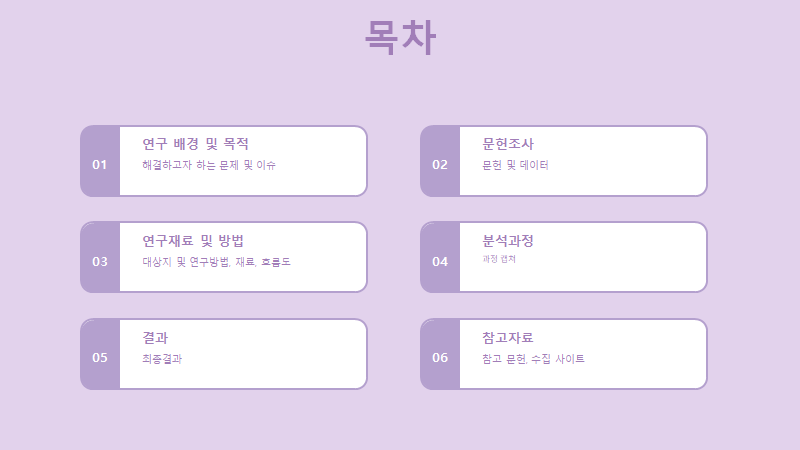 목차
01
연구 배경 및 목적
해결하고자 하는 문제 및 이슈
02
문헌조사
문헌 및 데이터
03
연구재료 및 방법
대상지 및 연구방법, 재료, 흐름도
04
분석과정
과정 캡처
05
결과
최종결과
06
참고자료
참고 문헌, 수집 사이트